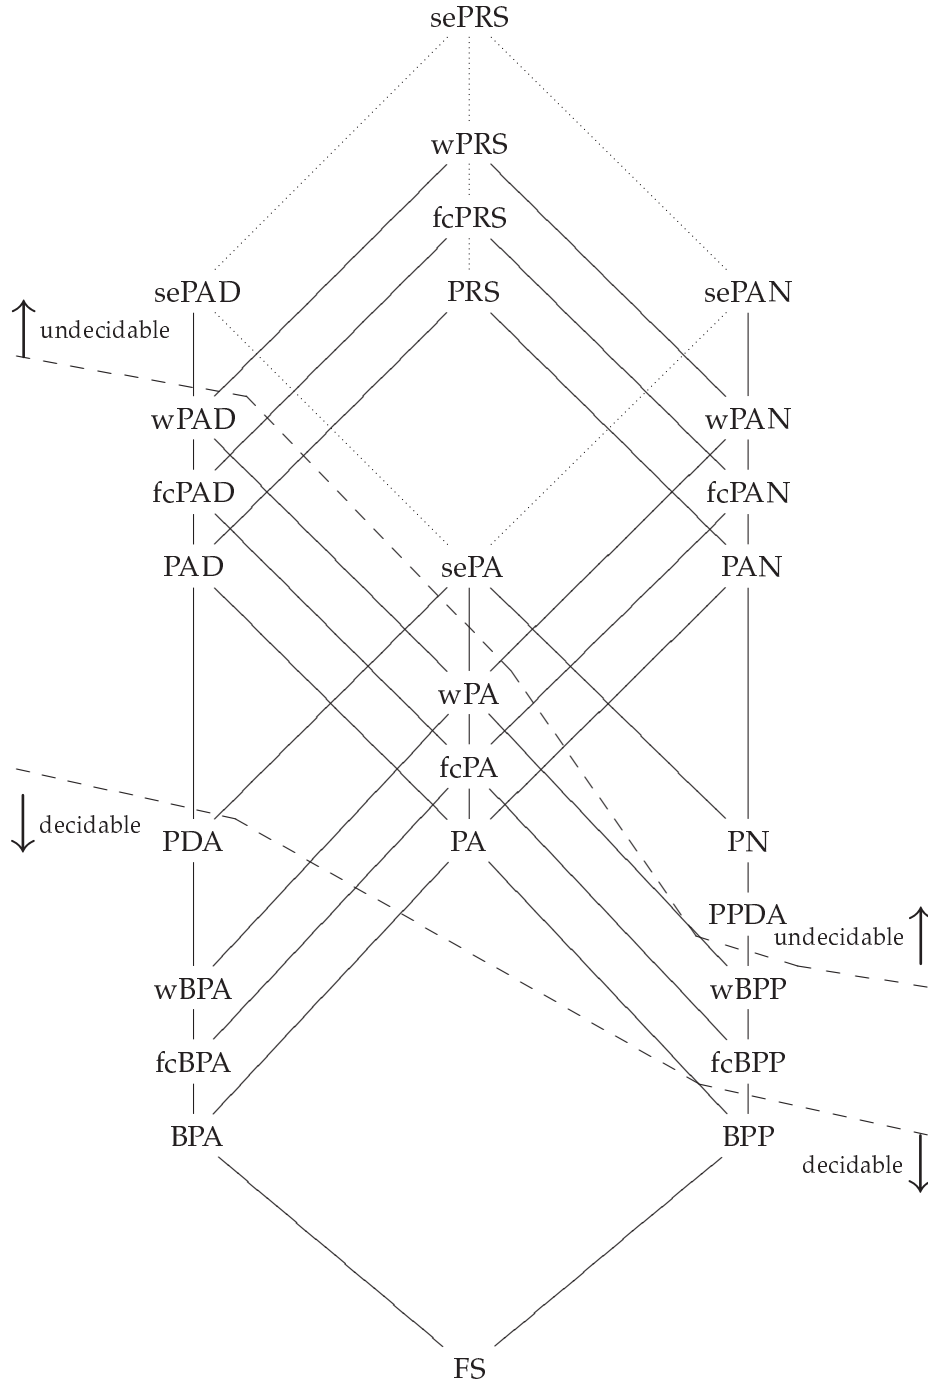 sePRS
wPRS
fcPRS
sePAD
PRS
sePAN
undecidable
wPAD
wPAN
fcPAD
fcPAN
PAD
sePA
PAN
wPA
fcPA
decidable
PDA
PA
PN
PPDA
undecidable
wBPA
wBPP
fcBPA
fcBPP
BPA
BPP
decidable
FS